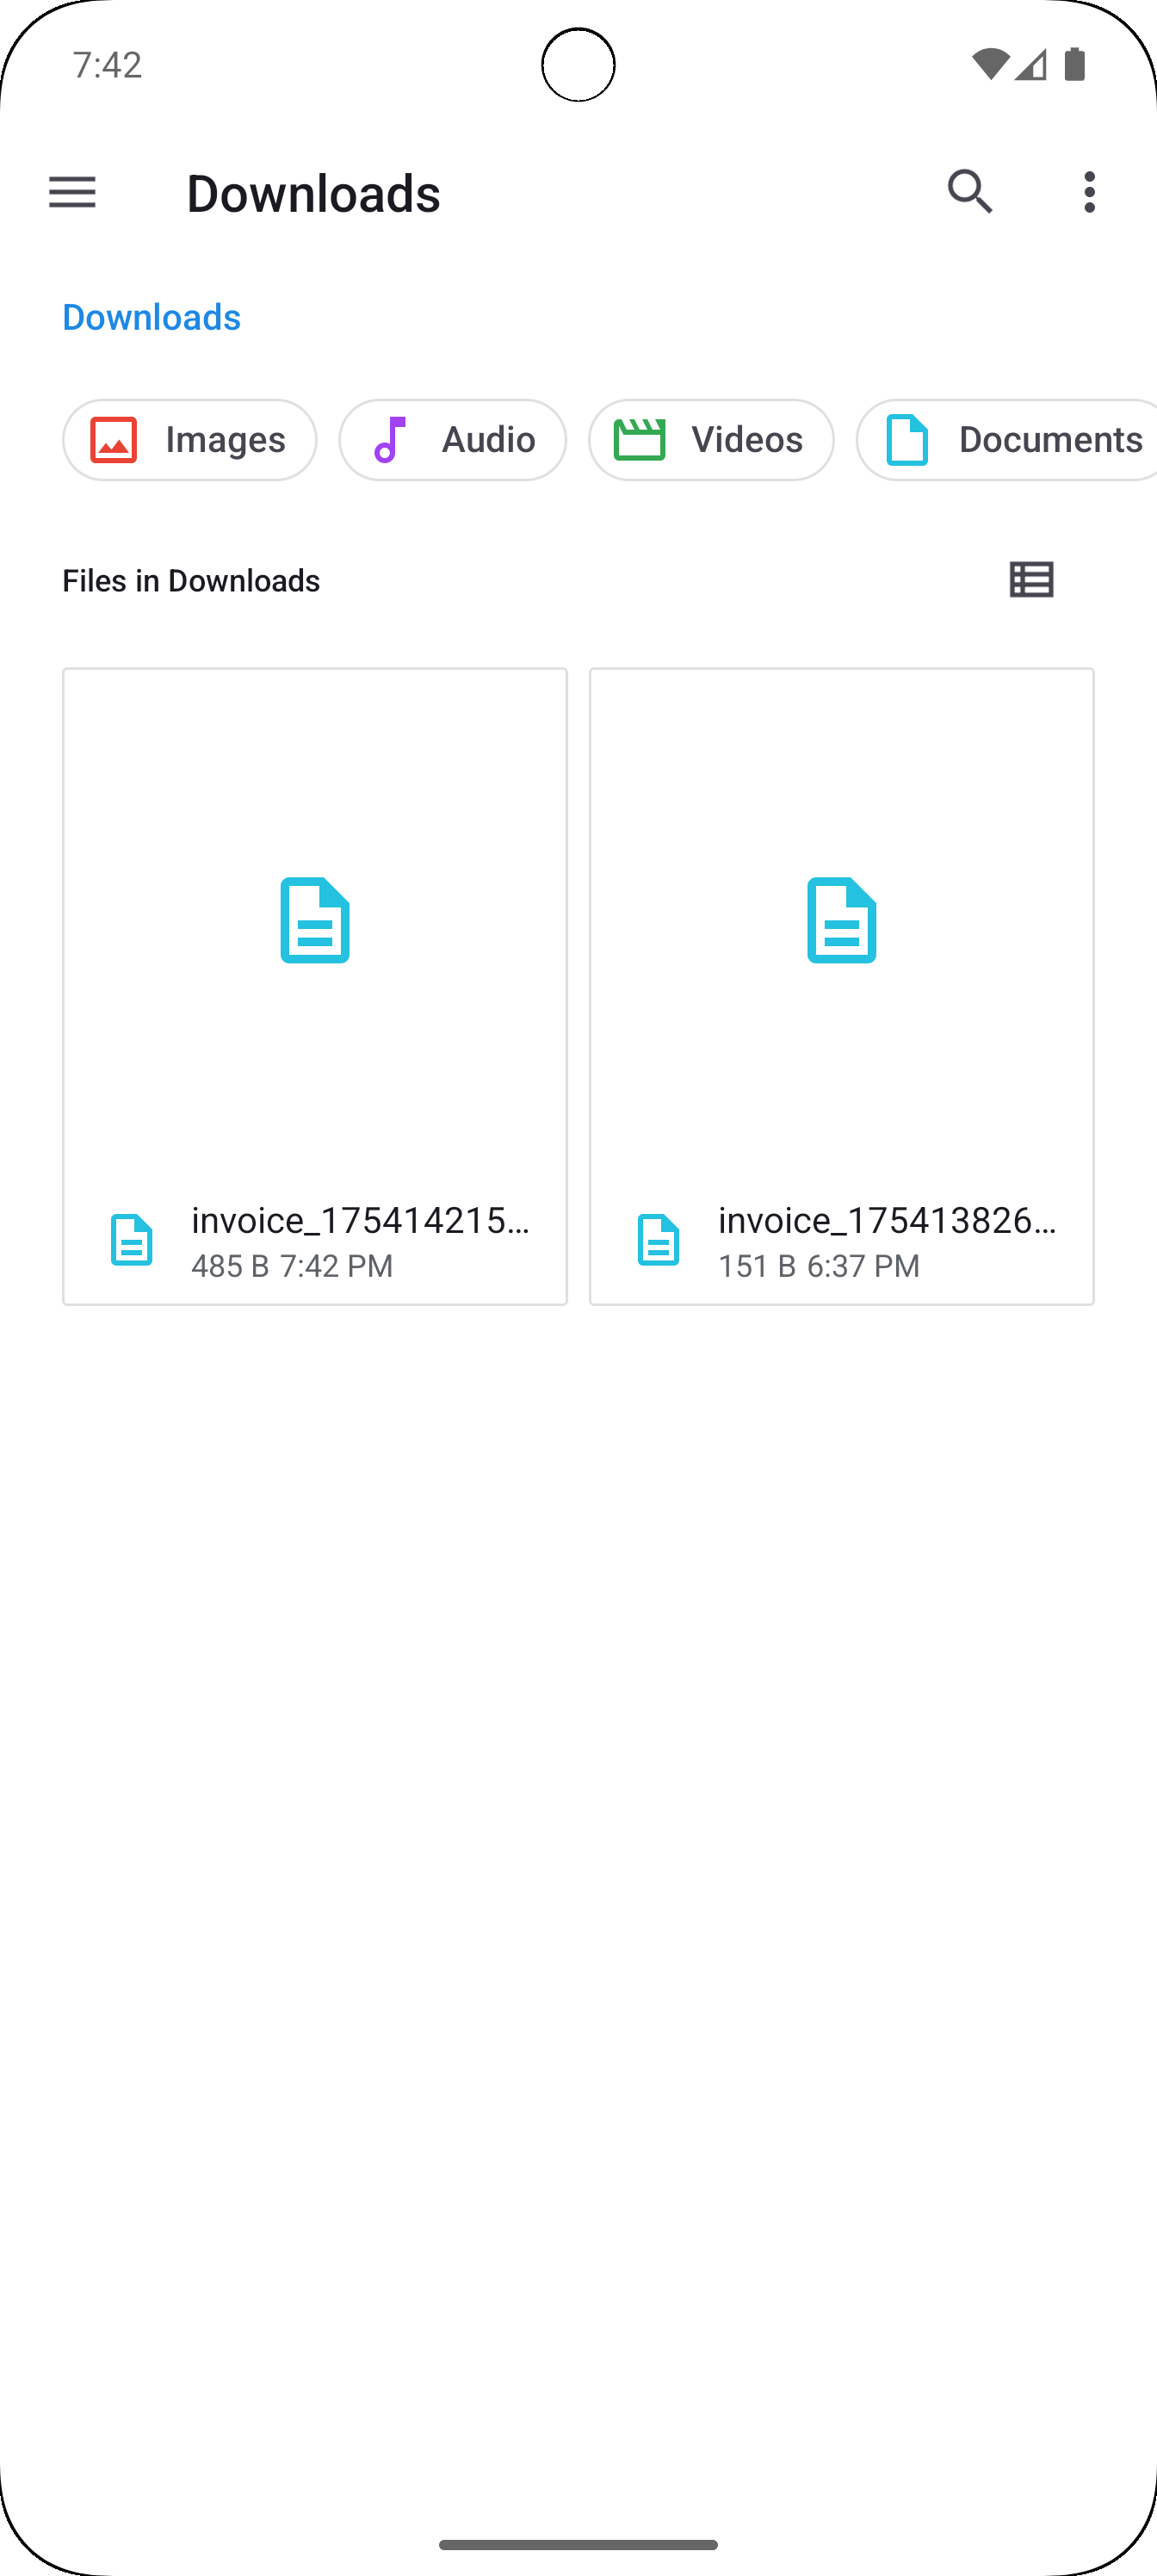 7:42
Downloads
Downloads
Images
Audio
Videos
Documents
Files in Downloads
invoice_175414215...
485 B 7:42 PM
invoice_175413826...
151 B 6:37 PM